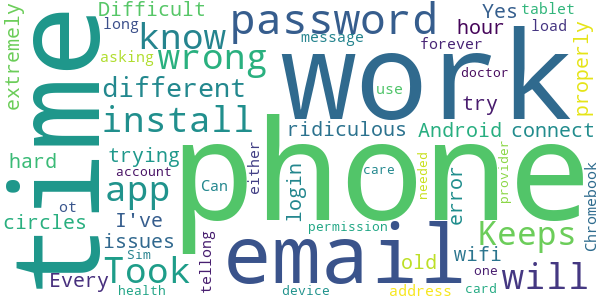 Difficult
long
password
Yes
tablet
extremely
time
know
message
hour
load
asking
wrong
forever
work
doctor
properly
different
use
try
install
ridiculous
Android
connect
phone
hard
trying
either
needed
account
app
Can
login
care
error
provider
Chromebook
ot
circles
I've
permission
Keeps
issues
tellong
email
wifi
Sim
Took
old
one
will
Every
health
device
address
card